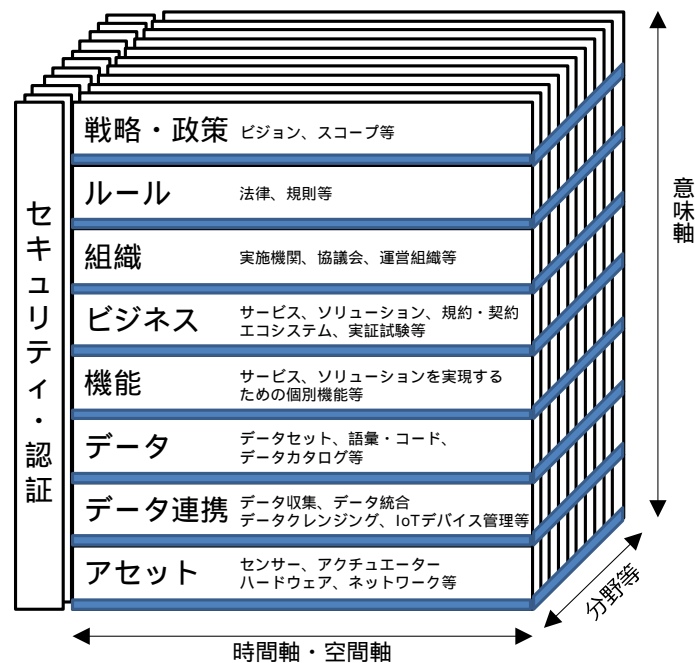 セキュリティ・認証
戦略・政策 ビジョン、スコープ等
ルール 法律、規則等
組織 実施機関、協議会、運営組織等
ビジネス サービス、ソリューション、規約・契約
エコシステム、実証試験等
機能 サービス、ソリューションを実現する
ための個別機能等
データ データセット、語彙・コード、
データカタログ等
データ連携 データ収集、データ統合
データクレンジング、IoTデバイス管理等
アセット センサー、アクチュエーター
ハードウェア、ネットワーク等
意味軸
分野等
時間軸・空間軸